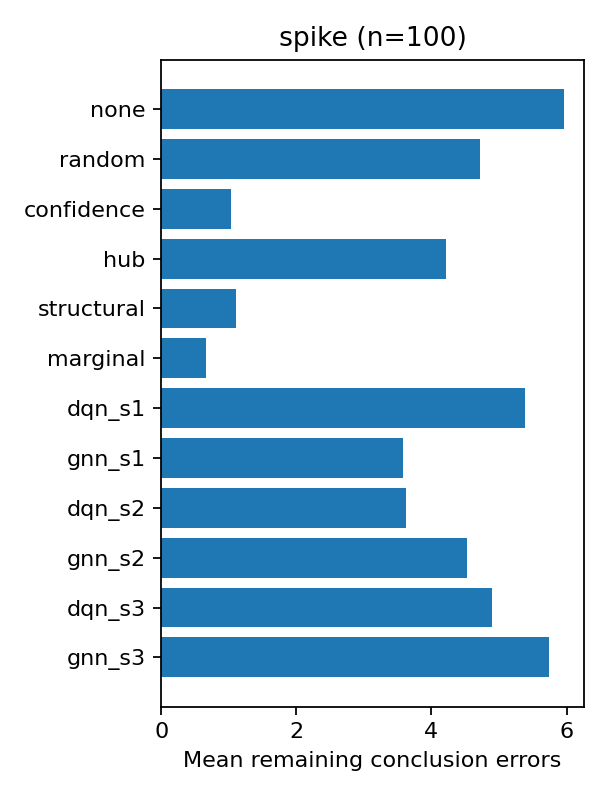 spike (n=100)
none
random
confidence
hub
structural
marginal
dqn_s1
gnn_s1
dqn_s2
gnn_s2
dqn_s3
gnn_s3
0 2 4 6
Mean remaining conclusion errors